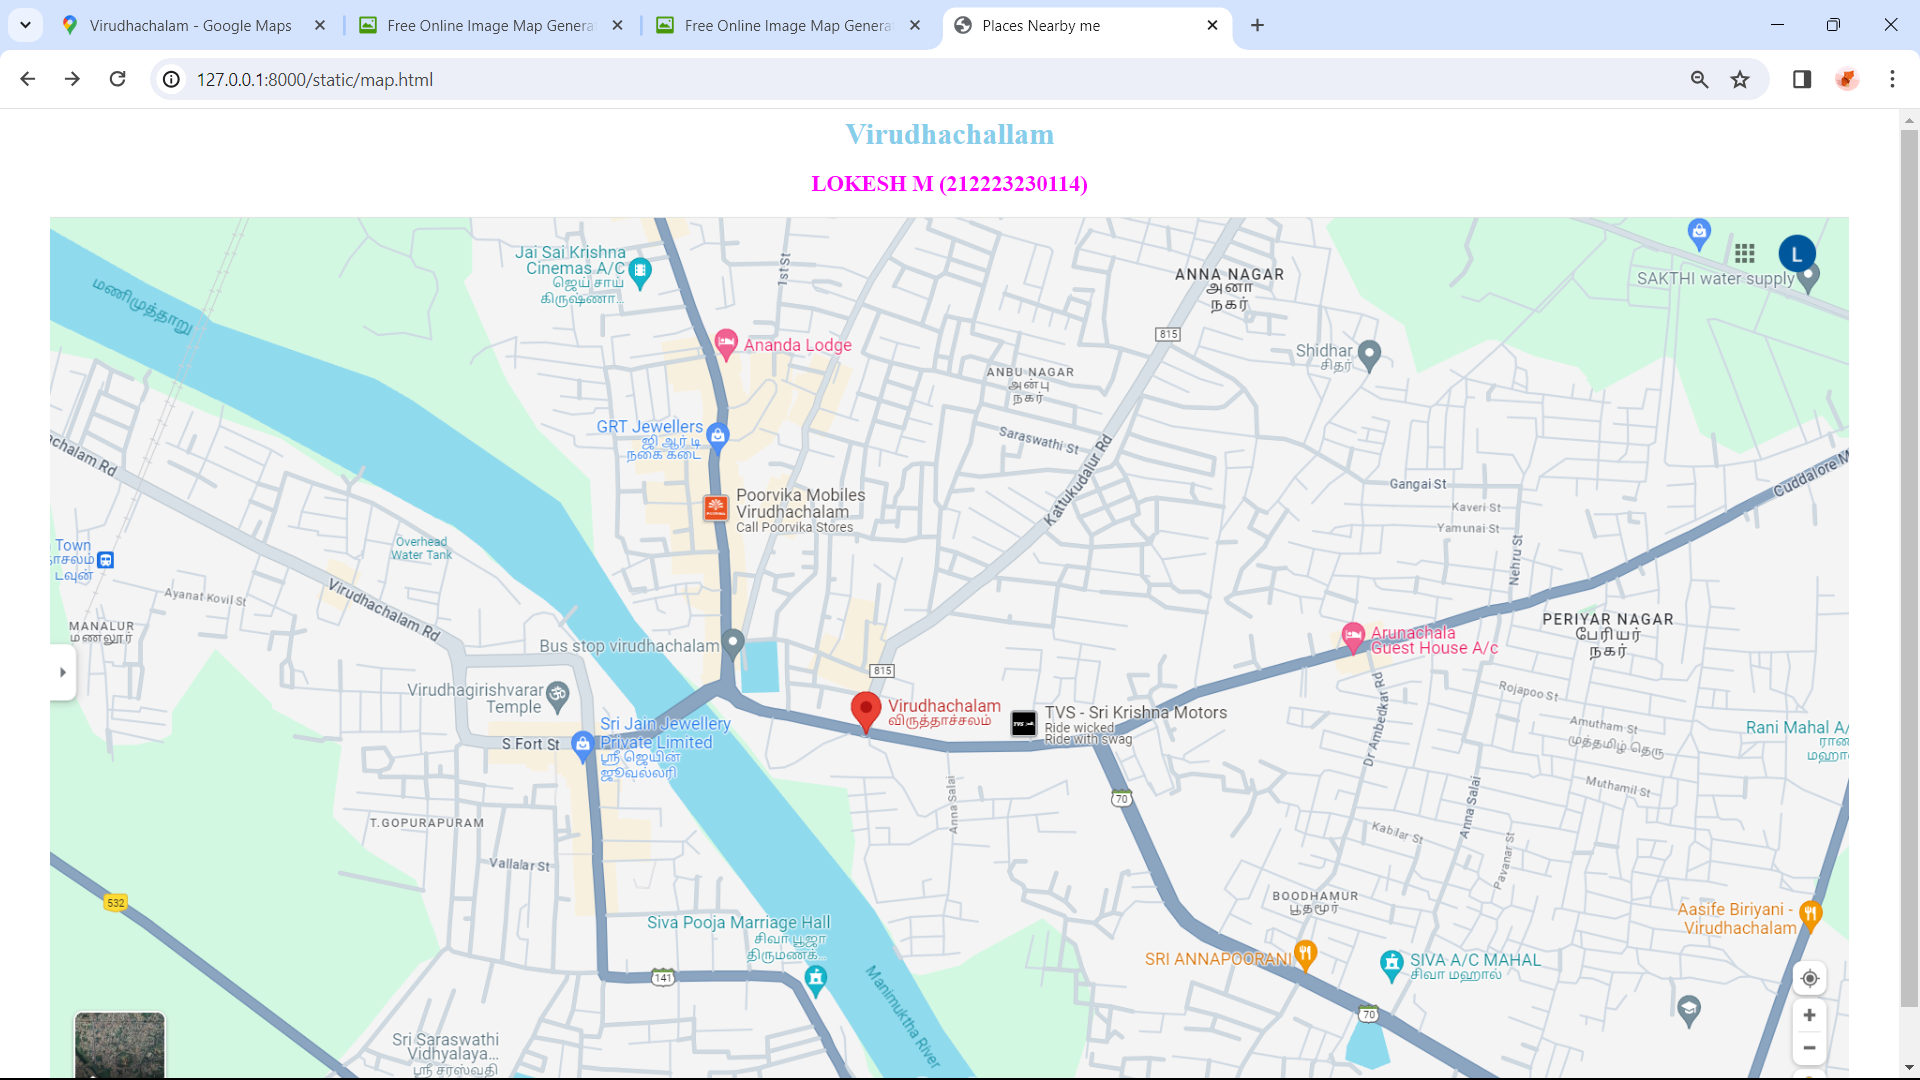 Virudhachalam - Google Maps
Free Online Image Map Genera
Free Online Image Map Genera
Places Nearby me
127.0.0.1:8000/static/map.html
Virudhachallam
LOKESH M (212223230114)
Jai Sai Krishna
Cinemas A/C
ஜெய் சாய்
கிருஷ்ணா...
1st St
ANNA NAGAR
அனா
நகர்
L
SAKTHI water supply
மணிமுத்தாறு
815
Ananda Lodge
Shidhar
சிதர்
ANBU NAGAR
அன்பு
நகர்
GRT Jewellers
ஜி ஆர் டி
நகை கடை
Saraswathi St
Kattukudalur Rd
achalam Rd
Cuddalore M
Gangai St
Kaveri St
Yamunai St
Nehru St
Poorvika Mobiles
Virudhachalam
Call Poorvika Stores
Town
ாசலம்
டவுன்
Overhead
Water Tank
Ayanat Kovil St
Virudhachalam Rd
MANALUR
மணலூர்
Bus stop virudhachalam
815
PERIYAR NAGAR
பேரியர்
நகர்
Arunachala
Guest House A/c
Virudhagirishvarar
Temple
Virudhachalam
விருத்தாச்சலம்
TVS
TVS - Sri Krishna Motors
Ride wicked
Ride with swag
Rojapoo St
Amutham St
முத்தமிழ் தெரு
Dr Ambedkar Rd
Rani Mahal A/
ராண
மஹா
S Fort St
Sri Jain Jewellery
Private Limited
ஸ்ரீ ஜெயின்
ஜூவல்லரி
Muthamil St
70
Anna Salai
Anna Salai
T.GOPURAPURAM
Kabilar St
Pavanar St
Vallalar St
532
BOODHAMUR
பூதமூர்
Aasife Biriyani -
Virudhachalam
Siva Pooja Marriage Hall
சிவா பூஜா
திருமணக்...
SRI ANNAPOORANI
SIVA A/C MAHAL
சிவா மஹால்
141
Manimuktha River
70
Sri Saraswathi
Vidhyalaya...
ஸ்ரீ சரஸ்வதி